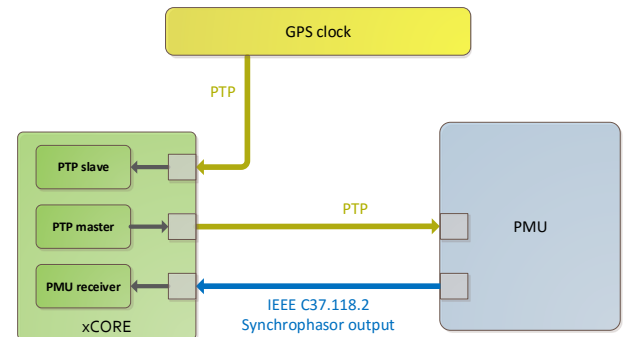 GPS clock
PTP
PTP slave
PTP master
PTP
PMU
PMU receiver
IEEE C37.118.2
Synchrophasor output
xCORE